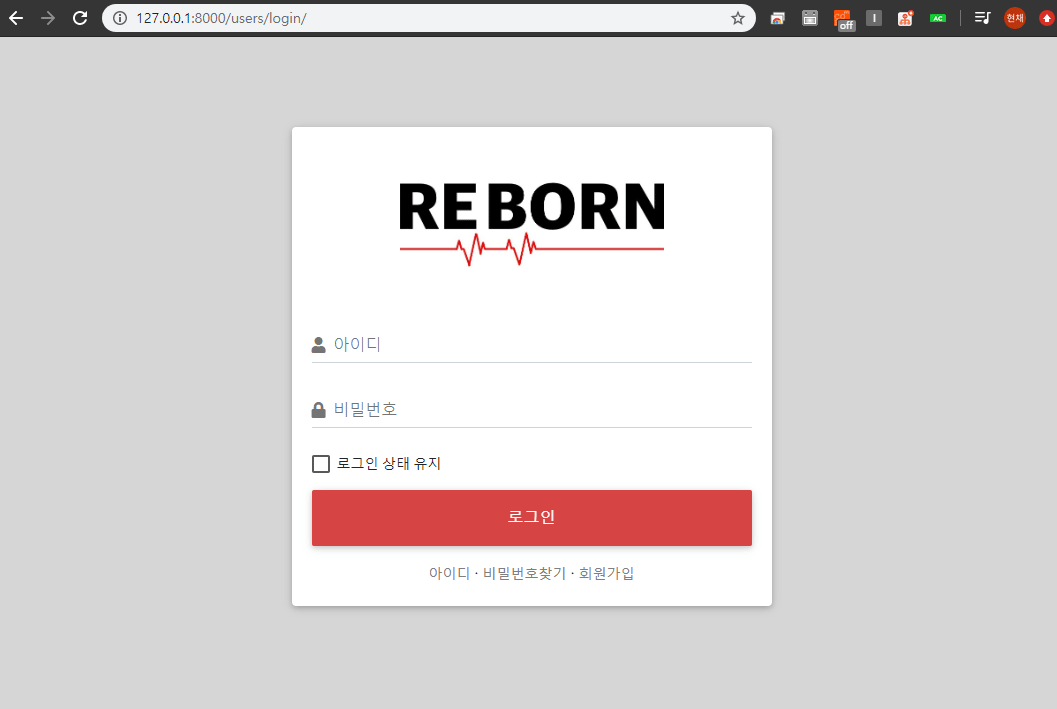 127.0.0.1:8000/users/login/
off
I
AC
현재
REBORN
아이디
비밀번호
로그인 상태 유지
로그인
아이디 · 비밀번호찾기 · 회원가입